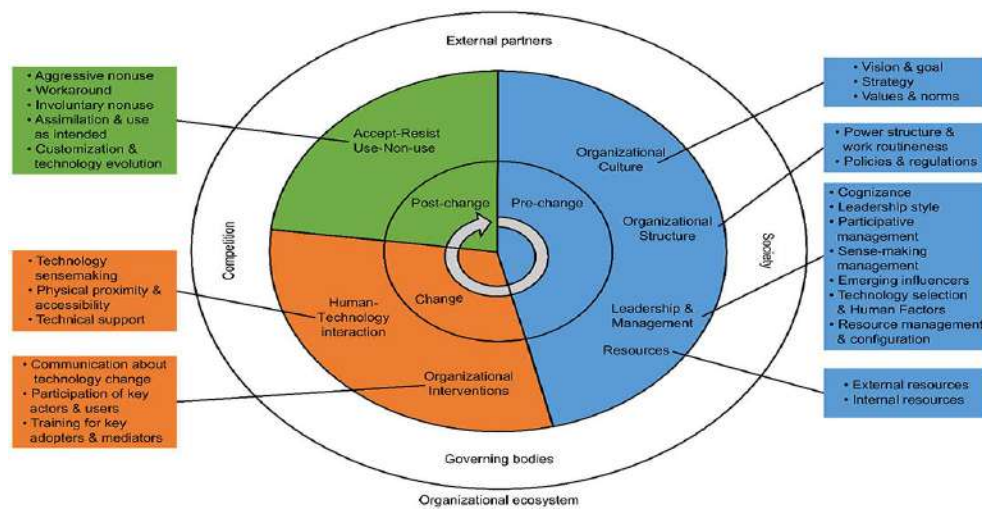 External partners
• Aggressive nonuse
• Workaround
• Involuntary nonuse
• Assimilation & use
as intended
• Customization &
technology evolution
Accept-Resist
Use-Non-use
Post-change
Pre-change
Organizational
Culture
Organizational
Structure
• Vision & goal
• Strategy
• Values & norms
• Power structure &
work routineness
• Policies & regulations
Competition
Society
• Technology
sensemaking
• Physical proximity &
accessibility
• Technical support
Change
Human-
Technology
interaction
Leadership &
Management
Resources
• Cognizance
• Leadership style
• Participative
management
• Sense-making
management
• Emerging influencers
• Technology selection
& Human Factors
• Resource management
& configuration
• Communication about
technology change
• Participation of key
actors & users
• Training for key
adopters & mediators
Organizational
Interventions
• External resources
• Internal resources
Governing bodies
Organizational ecosystem